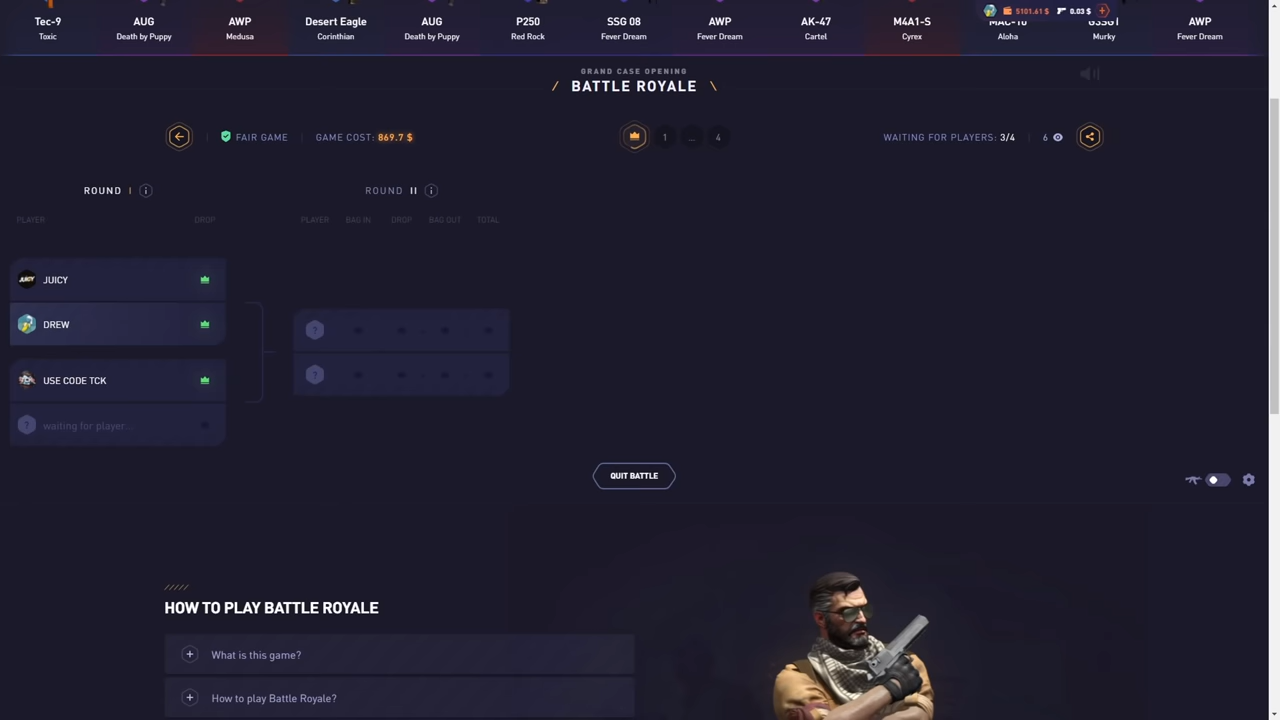 Tec-9 AUG AWP Desert Eagle AUG P250 SSG 08 AWP AK-47 M4A1-S MAC-10 G3SG1 AWP
Toxic Death by Puppy Medusa Corinthian Death by Puppy Red Rock Fever Dream Fever Dream Cartel Cyrex Aloha Murky Fever Dream
5101.61 $ 0.03 $
GRAND CASE OPENING
/ BATTLE ROYALE \
FAIR GAME GAME COST: 869.7 $ 1 ... 4 WAITING FOR PLAYERS: 3/4 6
ROUND I i ROUND II i
PLAYER DROP PLAYER BAG IN DROP BAG OUT TOTAL
JUICY
DREW
?
USE CODE TCK
?
? waiting for player...
QUIT BATTLE
/////
HOW TO PLAY BATTLE ROYALE
+ What is this game?
+ How to play Battle Royale?